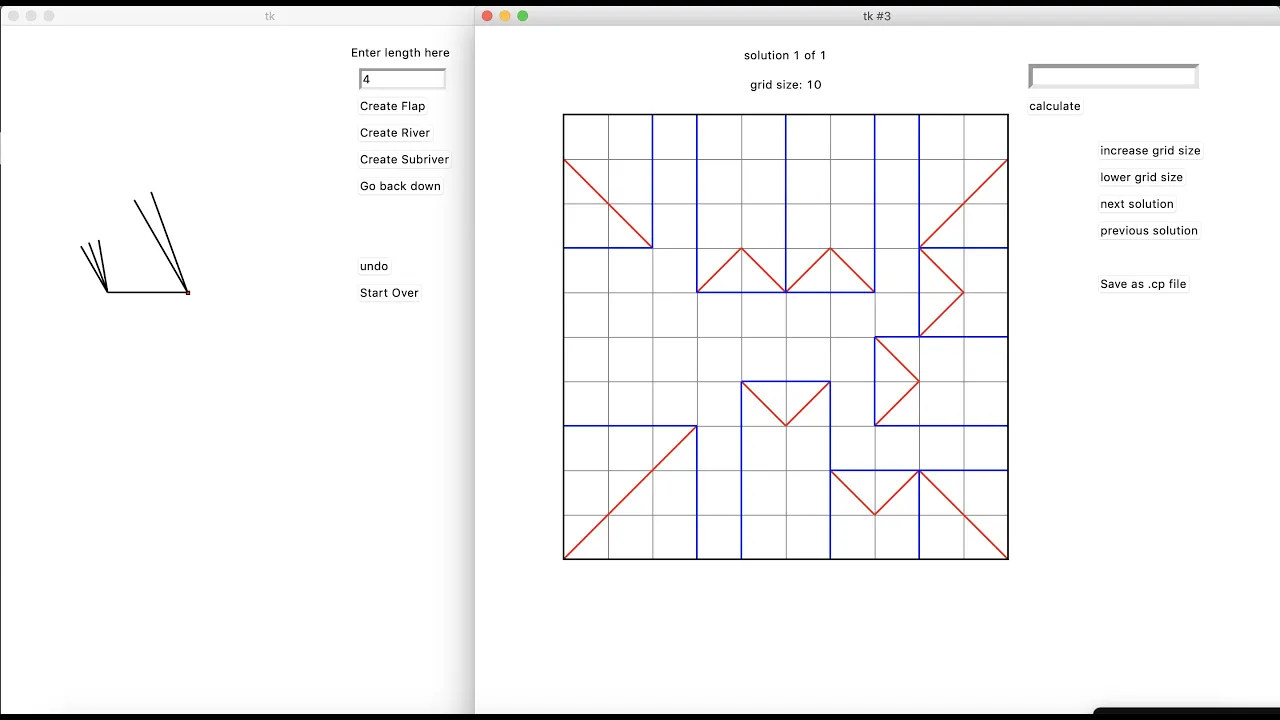 tk
Enter length here
4
Create Flap
Create River
Create Subriver
Go back down
undo
Start Over
tk #3
solution 1 of 1
grid size: 10
calculate
increase grid size
lower grid size
next solution
previous solution
Save as .cp file